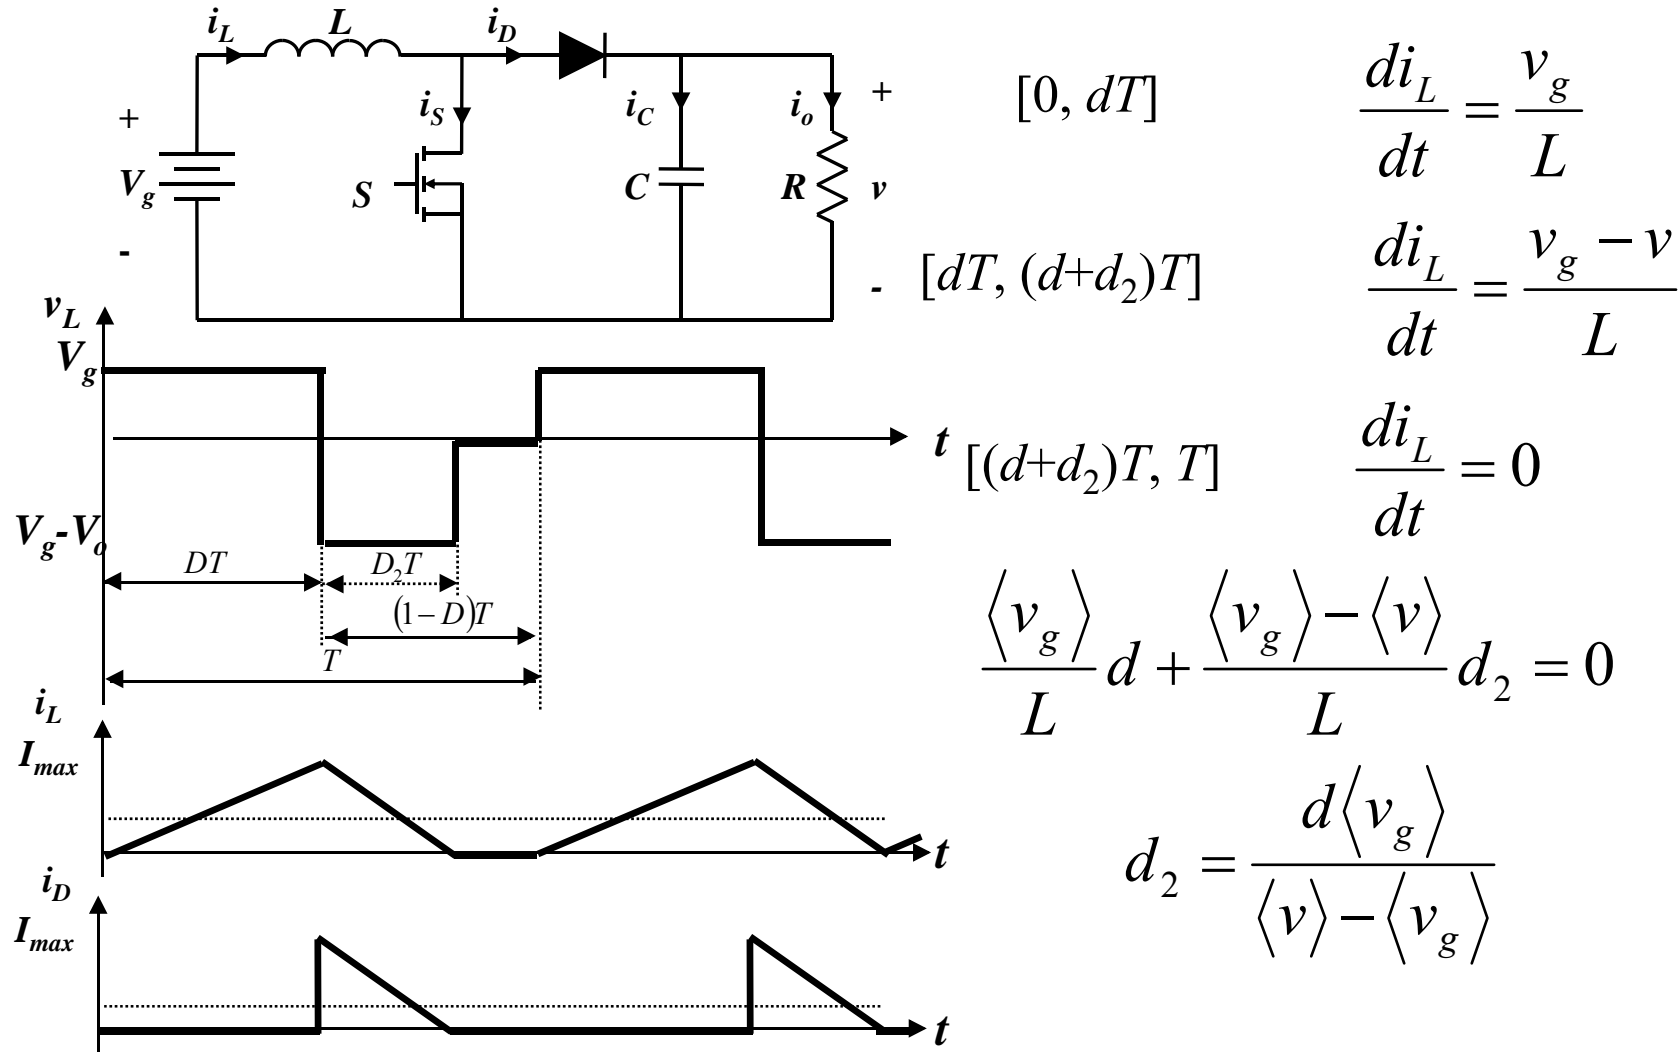 i_L L i_D
+ i_S i_C i_o +
V_g S C R v
- -
[0, dT] di_L/dt = v_g/L
[dT, (d+d_2)T] di_L/dt = (v_g − v)/L
[(d+d_2)T, T] di_L/dt = 0
⟨v_g⟩/L d + (⟨v_g⟩ − ⟨v⟩)/L d_2 = 0
d_2 = d⟨v_g⟩/(⟨v⟩ − ⟨v_g⟩)
v_L
V_g
t
V_g-V_o
DT D_2T
(1 − D)T
T
i_L
I_max
t
i_D
I_max
t